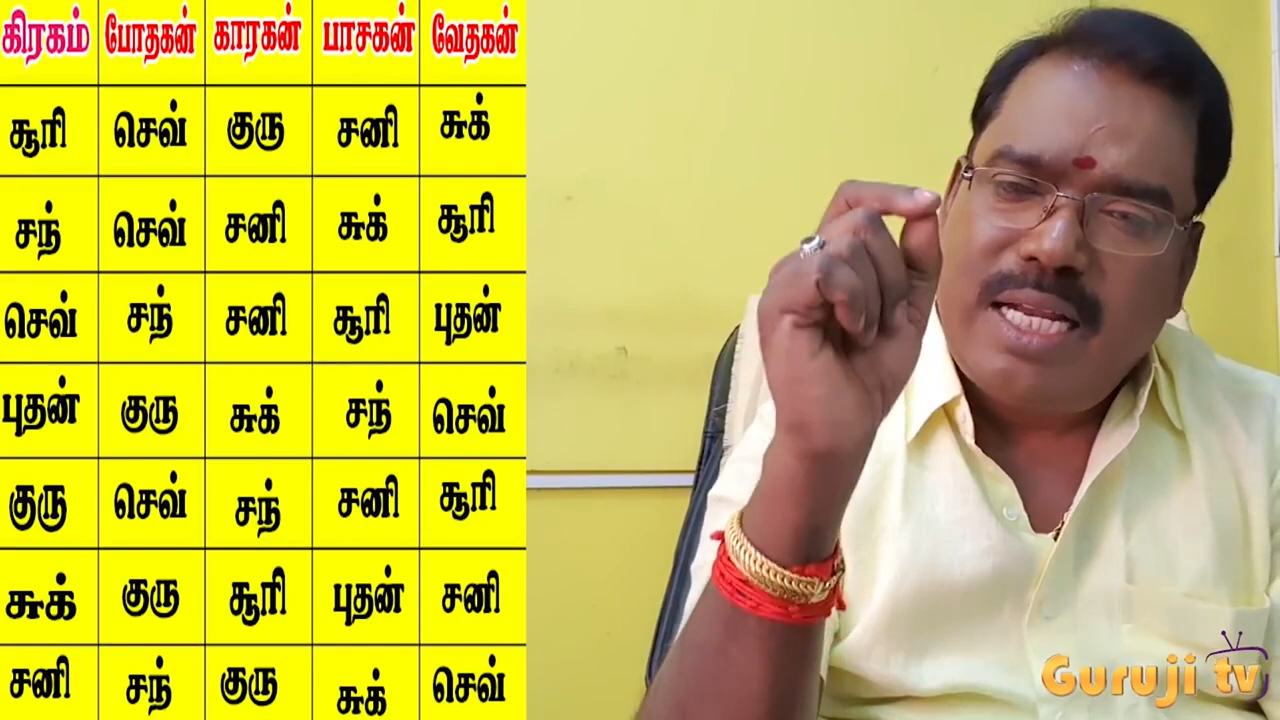 கிரகம் போதகன் காரகன் பாசகன் வேதகன்
சூரி செவ் குரு சனி சுக்
சந் செவ் சனி சுக் சூரி
செவ் சந் சனி சூரி புதன்
புதன் குரு சுக் சந் செவ்
குரு செவ் சந் சனி சூரி
சுக் குரு சூரி புதன் சனி
சனி சந் குரு சுக் செவ்
Guruji tv